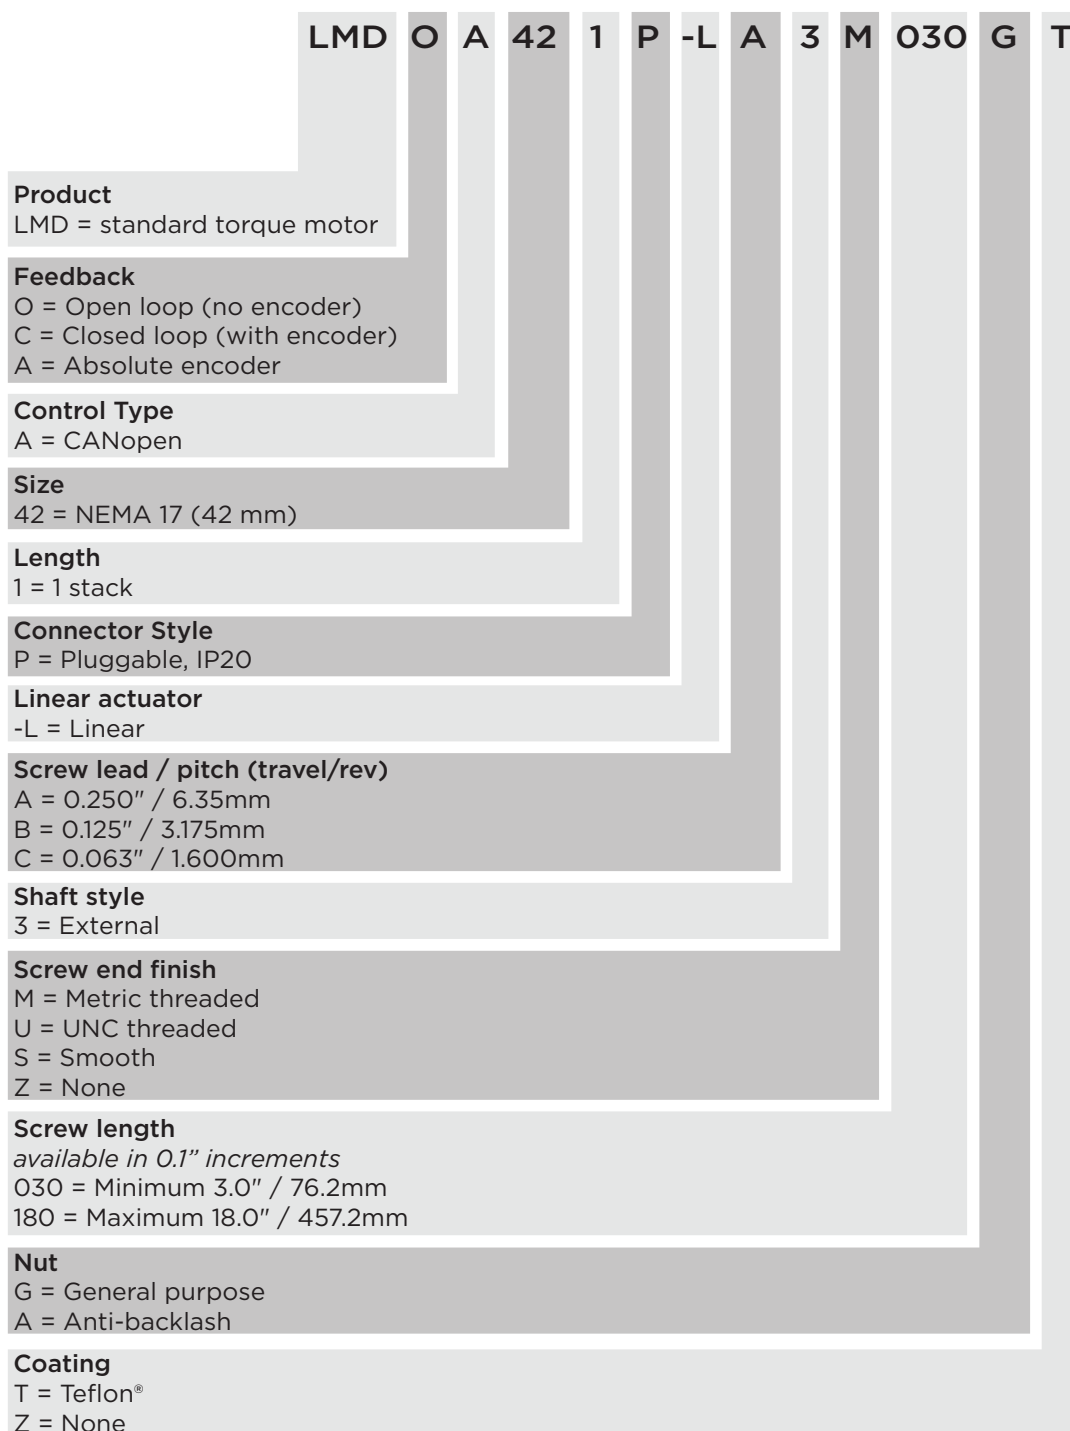 LMD O A 42 1 P -L A 3 M 030 G T
Product
LMD = standard torque motor
Feedback
O = Open loop (no encoder)
C = Closed loop (with encoder)
A = Absolute encoder
Control Type
A = CANopen
Size
42 = NEMA 17 (42 mm)
Length
1 = 1 stack
Connector Style
P = Pluggable, IP20
Linear actuator
-L = Linear
Screw lead / pitch (travel/rev)
A = 0.250" / 6.35mm
B = 0.125" / 3.175mm
C = 0.063" / 1.600mm
Shaft style
3 = External
Screw end finish
M = Metric threaded
U = UNC threaded
S = Smooth
Z = None
Screw length
available in 0.1” increments
030 = Minimum 3.0" / 76.2mm
180 = Maximum 18.0" / 457.2mm
Nut
G = General purpose
A = Anti-backlash
Coating
T = Teflon®
Z = None